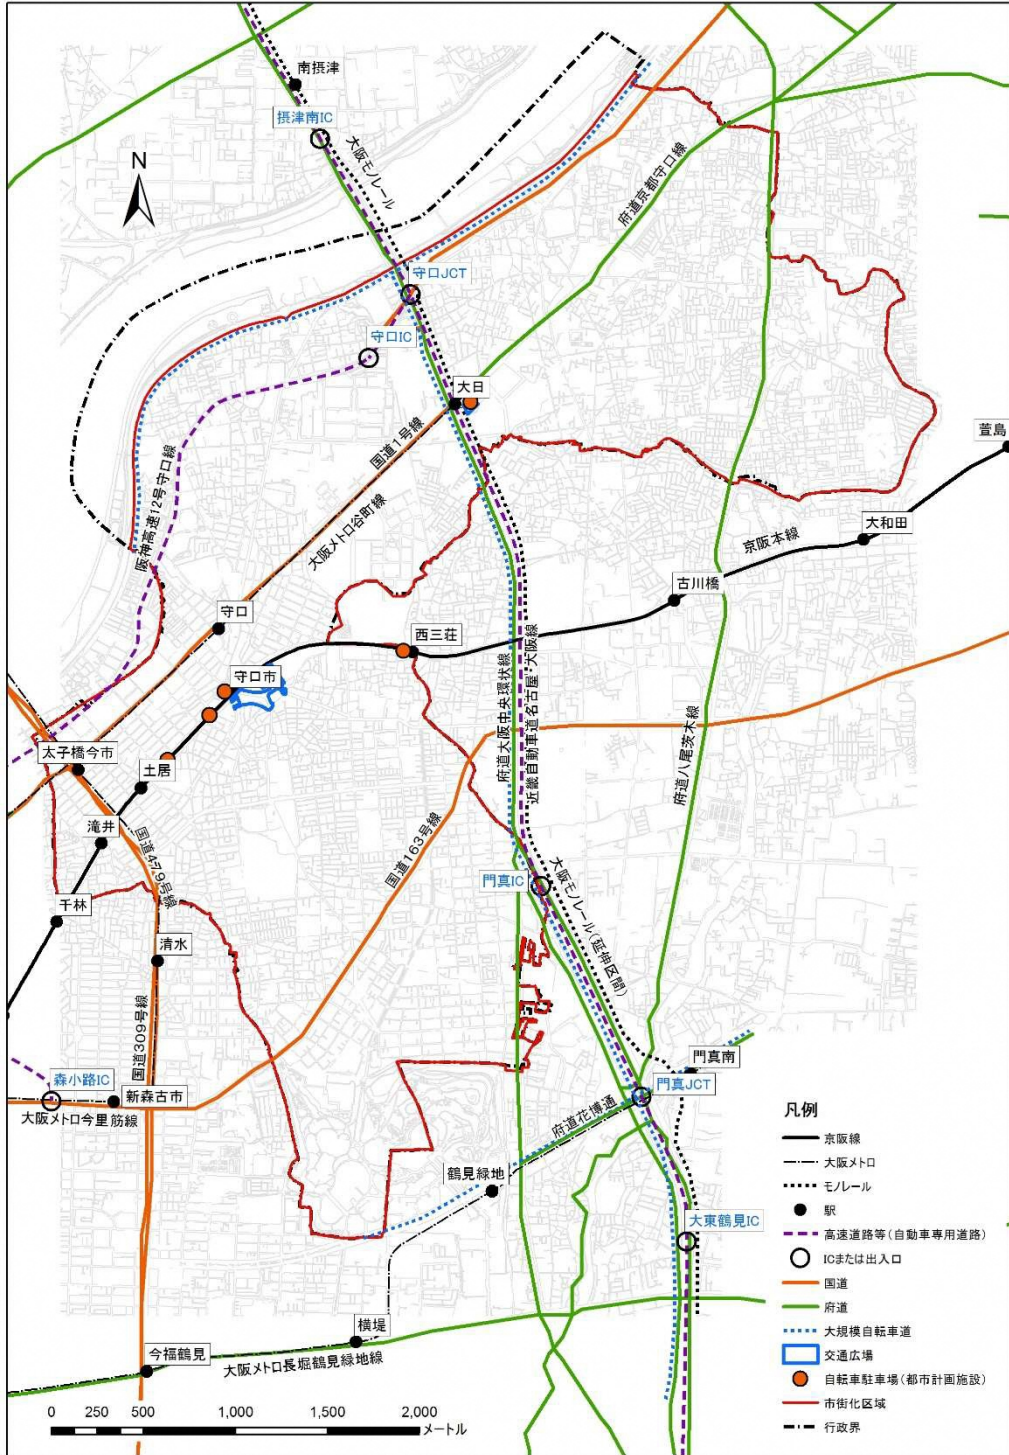 南摂津
摂津南IC
大阪モノレール
N
府道京都守口線
守口JCT
守口IC
大日
国道1号線
阪神高速12号守口線
大阪メトロ谷町線
萱島
大和田
京阪本線
古川橋
守口
西三荘
守口市
府道大阪中央環状線
近畿自動車道名古屋・大阪線
府道八尾茨木線
太子橋今市
土居
滝井
国道479号線
国道163号線
門真IC
大阪モノレール(延伸区間)
千林
清水
国道309号線
門真南
森小路IC
新森古市
大阪メトロ今里筋線
門真JCT
府道花博通
鶴見緑地
大東鶴見IC
横堤
今福鶴見
大阪メトロ長堀鶴見緑地線
凡例
京阪線
大阪メトロ
モノレール
駅
高速道路等(自動車専用道路)
ICまたは出入口
国道
府道
大規模自転車道
交通広場
自転車駐車場(都市計画施設)
市街化区域
行政界
0 250 500 1,000 1,500 2,000
メートル